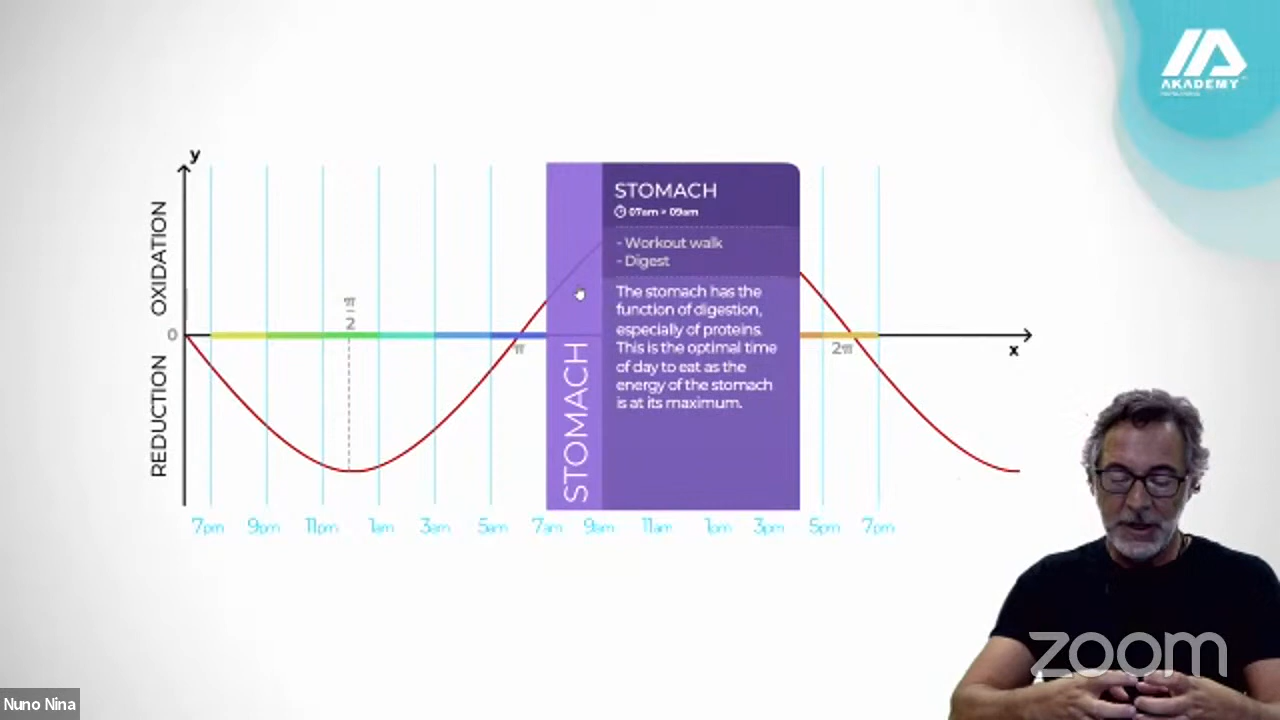 AKADEMY
y
OXIDATION
REDUCTION
0
π
2
π
2π
x
STOMACH
STOMACH
07am > 09am
- Workout walk
- Digest
The stomach has the
function of digestion,
especially of proteins.
This is the optimal time
of day to eat as the
energy of the stomach
is at its maximum.
7pm 9pm 11pm 1am 3am 5am 7am 9am 11am 1pm 3pm 5pm 7pm
zoom
Nuno Nina